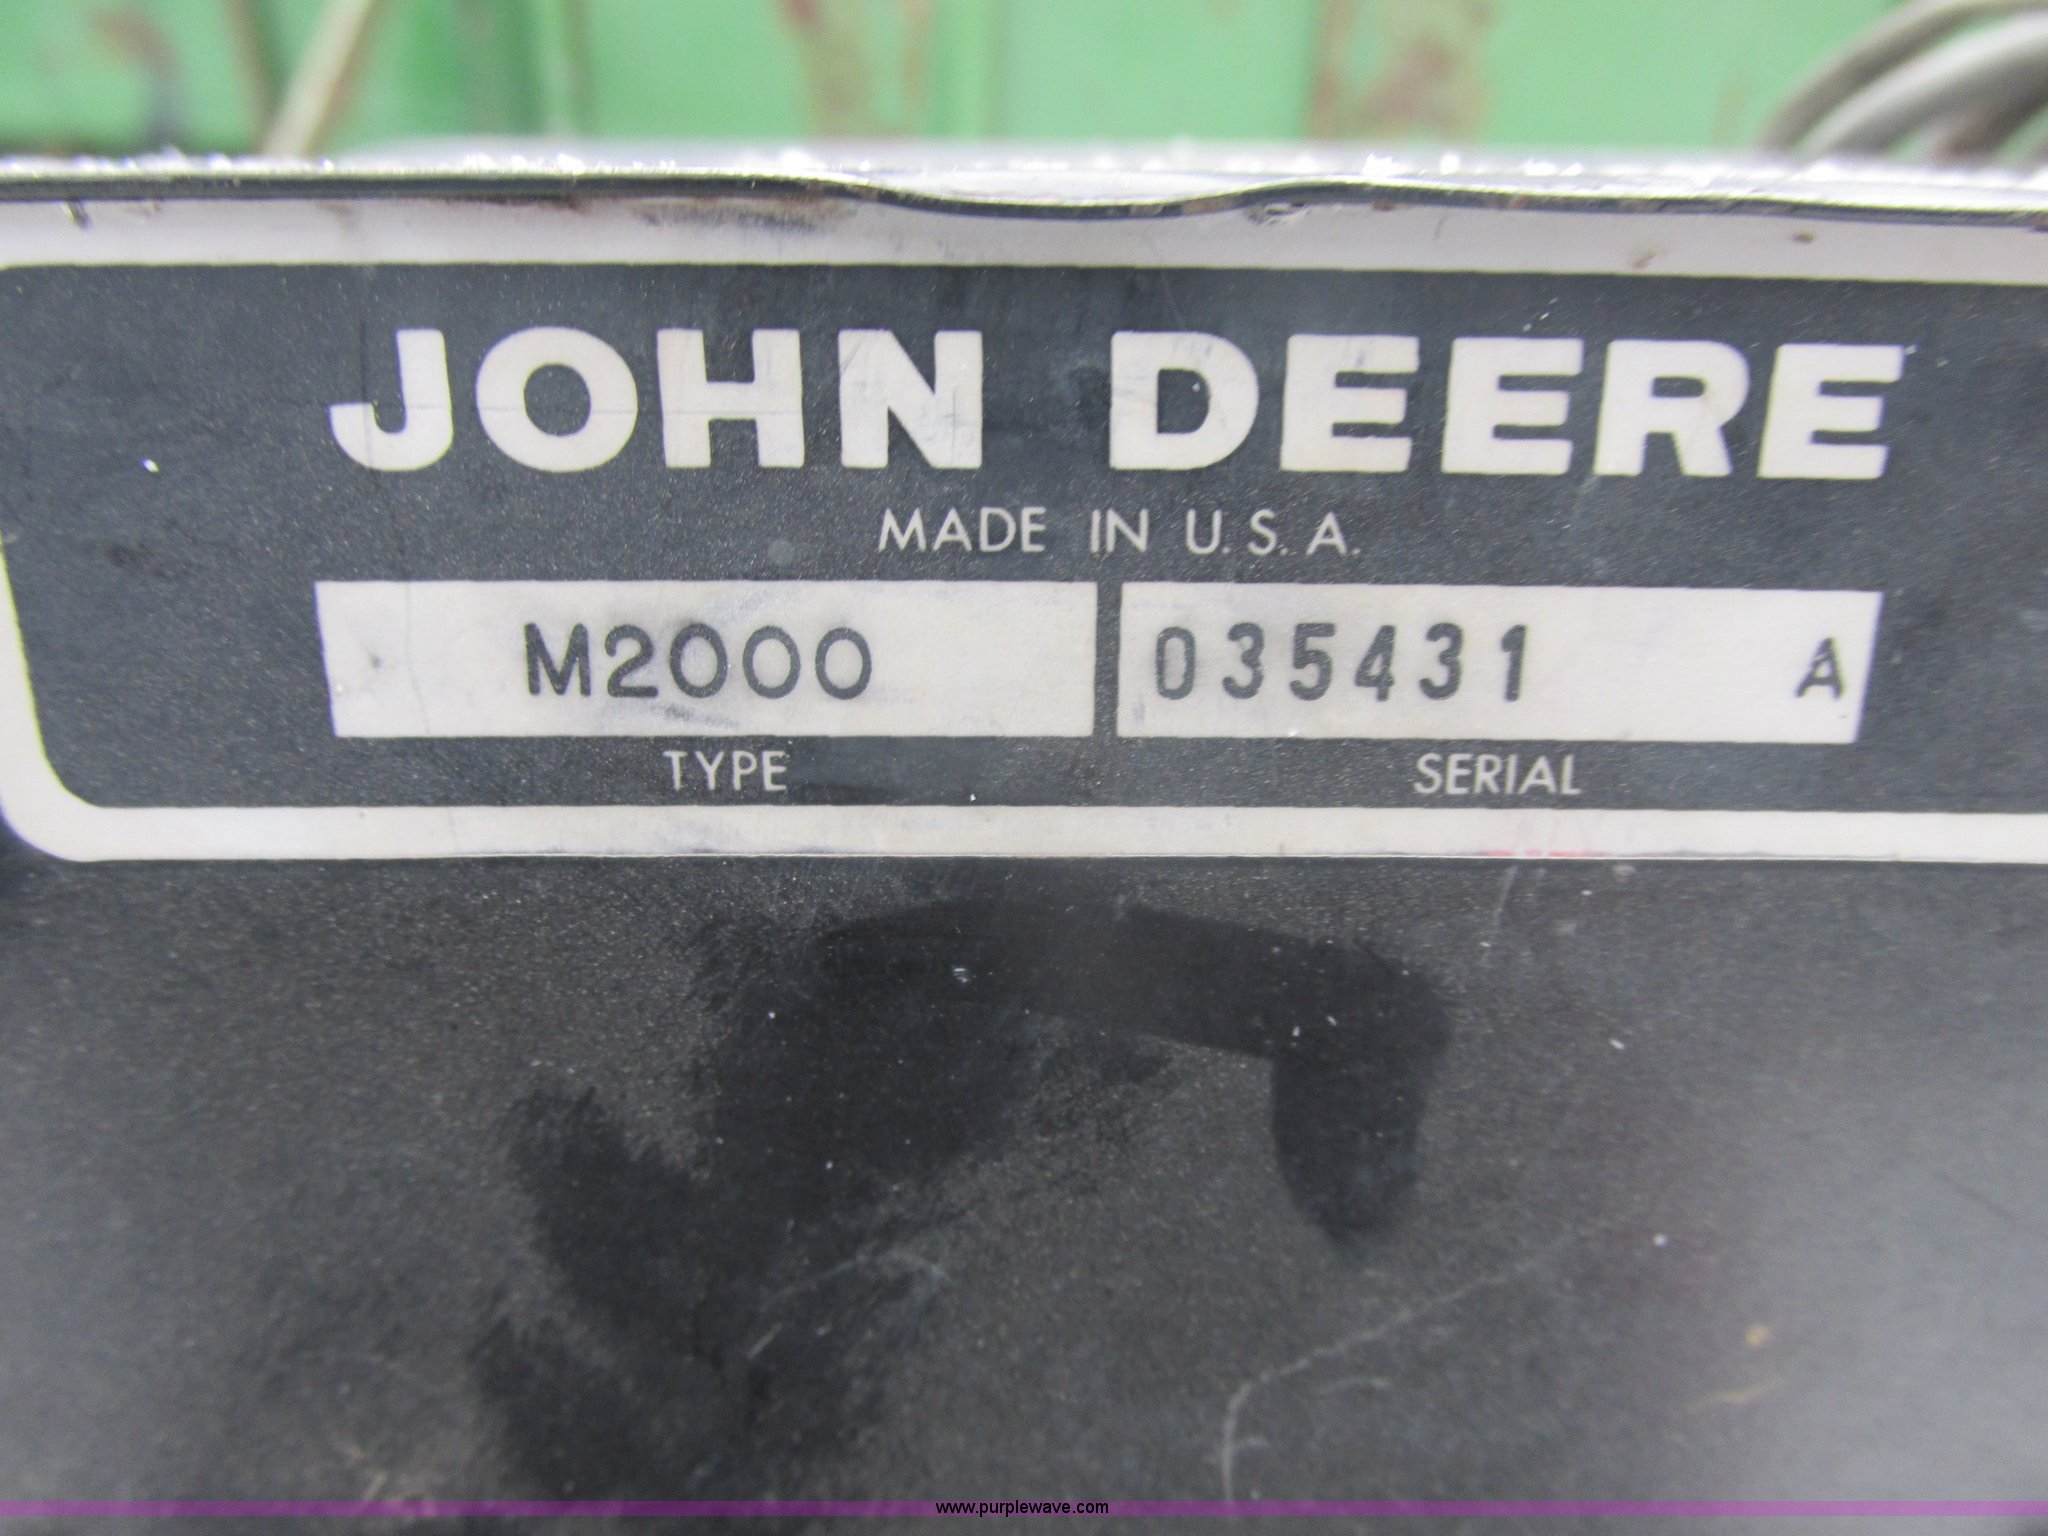 JOHN DEERE
MADE IN U.S.A.
M2000 035431 A
TYPE SERIAL
www.purplewave.com